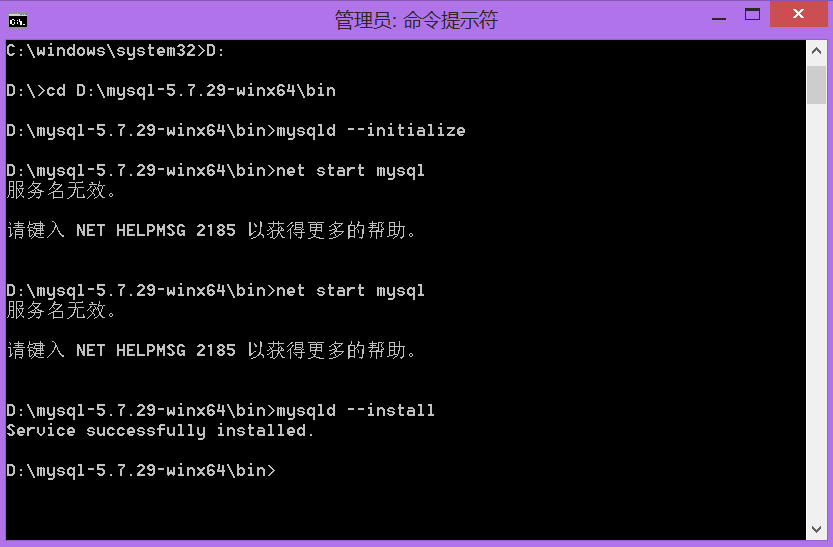 管理员: 命令提示符
C:\windows\system32>D:
D:\>cd D:\mysql-5.7.29-winx64\bin
D:\mysql-5.7.29-winx64\bin>mysqld --initialize
D:\mysql-5.7.29-winx64\bin>net start mysql
服务名无效。
请键入 NET HELPMSG 2185 以获得更多的帮助。
D:\mysql-5.7.29-winx64\bin>net start mysql
服务名无效。
请键入 NET HELPMSG 2185 以获得更多的帮助。
D:\mysql-5.7.29-winx64\bin>mysqld --install
Service successfully installed.
D:\mysql-5.7.29-winx64\bin>